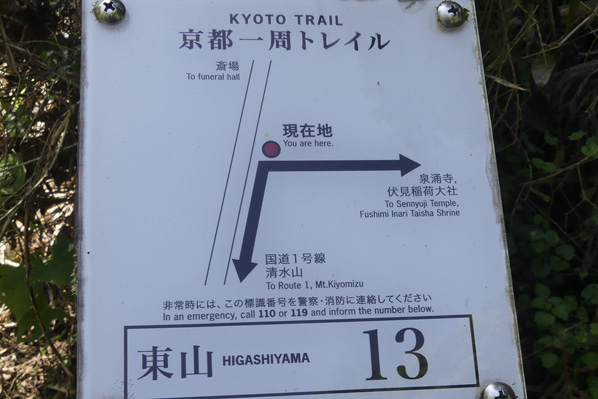 KYOTO TRAIL
京都一周トレイル
斎場
To funeral hall
現在地
You are here.
泉涌寺,
伏見稲荷大社
To Sennyuji Temple,
Fushimi Inari Taisha Shrine
国道1号線
清水山
To Route 1, Mt.Kiyomizu
非常時には、この標識番号を警察・消防に連絡してください
In an emergency, call 110 or 119 and inform the number below.
東山 HIGASHIYAMA 13